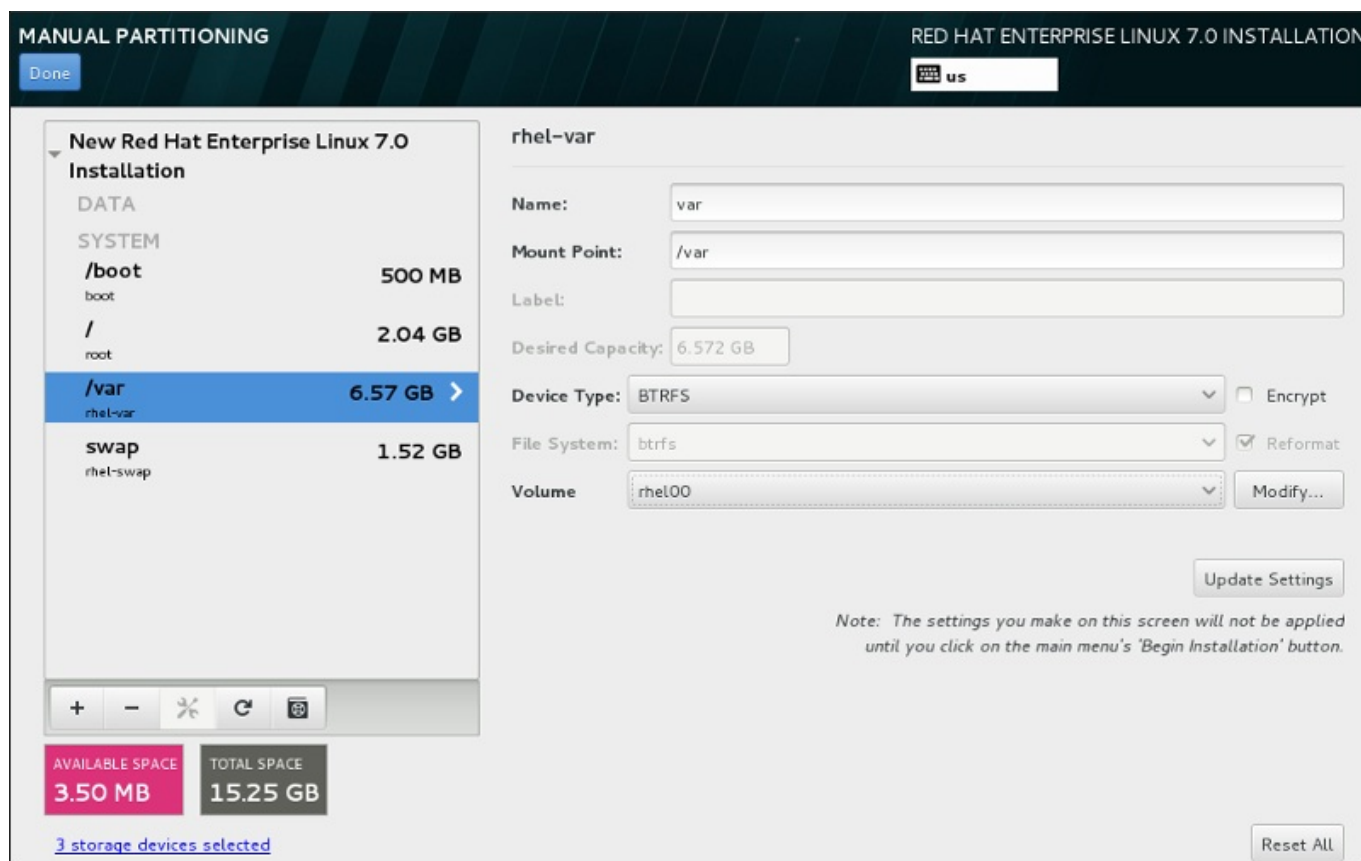 MANUAL PARTITIONING
Done
RED HAT ENTERPRISE LINUX 7.0 INSTALLATION
us
New Red Hat Enterprise Linux 7.0
Installation
DATA
SYSTEM
/boot
500 MB
boot
/
2.04 GB
root
/var
6.57 GB
rhel-var
swap
1.52 GB
rhel-swap
+ −
AVAILABLE SPACE
3.50 MB
TOTAL SPACE
15.25 GB
3 storage devices selected
rhel-var
Name: var
Mount Point: /var
Label:
Desired Capacity: 6.572 GB
Device Type: BTRFS
Encrypt
File System: btrfs
Reformat
Volume rhel00
Modify...
Update Settings
Note: The settings you make on this screen will not be applied
until you click on the main menu's 'Begin Installation' button.
Reset All